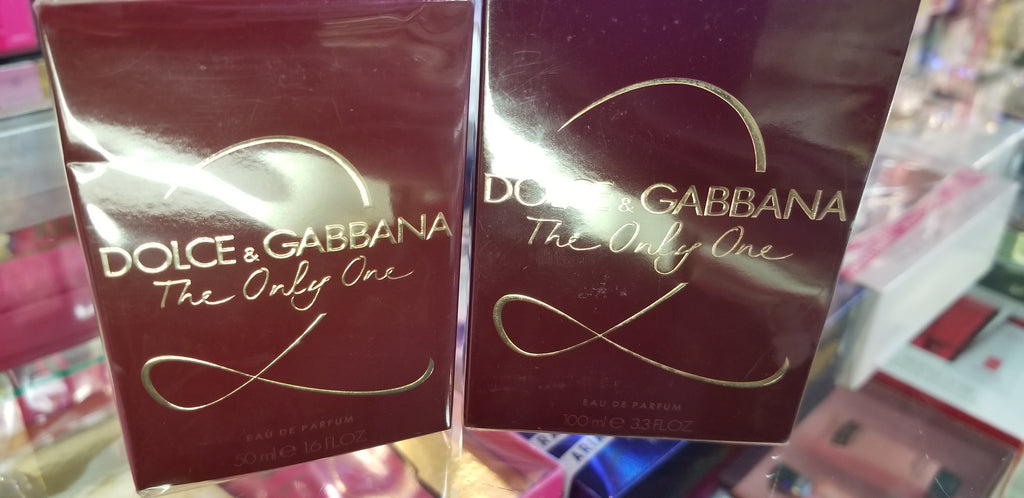 DOLCE & GABBANA
The Only One
EAU DE PARFUM
50 ml e 1.6 FL.OZ.
DOLCE & GABBANA
The Only One
EAU DE PARFUM
100 ml e 3.3 FL.OZ.